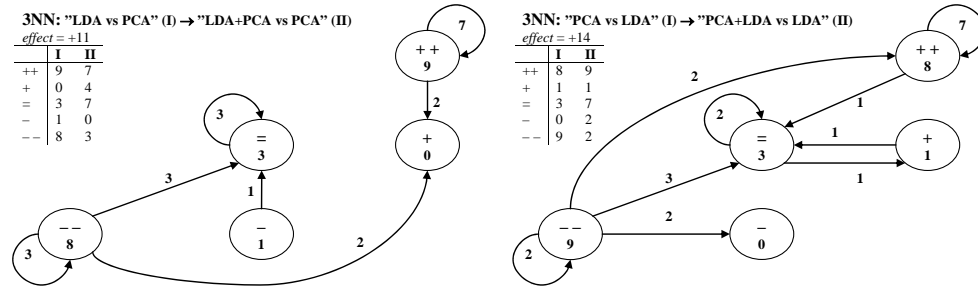 3NN: "LDA vs PCA" (I) → "LDA+PCA vs PCA" (II)
effect = +11
I II
++ 9 7
+ 0 4
= 3 7
− 1 0
−− 8 3
7
++
9
2
+
0
3
=
3
3
1
−−
8
3
−
1
2
3NN: "PCA vs LDA" (I) → "PCA+LDA vs LDA" (II)
effect = +14
I II
++ 8 9
+ 1 1
= 3 7
− 0 2
−− 9 2
7
++
8
2
1
2
=
3
1
+
1
1
3
−−
9
2
2
−
0